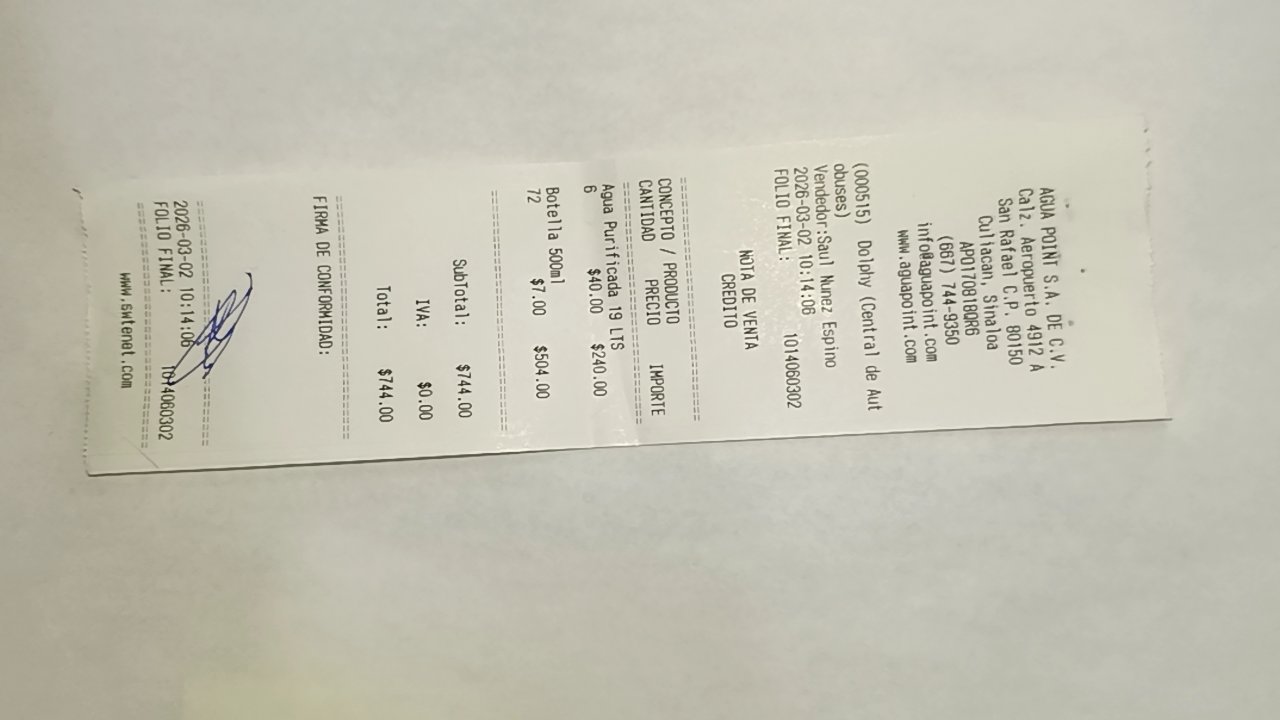 AGUA POINT S.A. DE C.V.
Calz. Aeropuerto 4912 A
San Rafael C.P. 80150
Culiacan, Sinaloa
APO170818QR6
(667) 744-9350
info@aguapoint.com
www.aguapoint.com
(000515) Dolphy (Central de Aut
obuses)
Vendedor:Saul Nunez Espino
2026-03-02 10:14:06
FOLIO FINAL: 1014060302
NOTA DE VENTA
CREDITO
CONCEPTO / PRODUCTO
CANTIDAD PRECIO IMPORTE
Agua Purificada 19 LTS
6 $40.00 $240.00
Botella 500ml
72 $7.00 $504.00
SubTotal: $744.00
IVA: $0.00
Total: $744.00
FIRMA DE CONFORMIDAD:
2026-03-02 10:14:06
FOLIO FINAL: 1014060302
www.swtenet.com